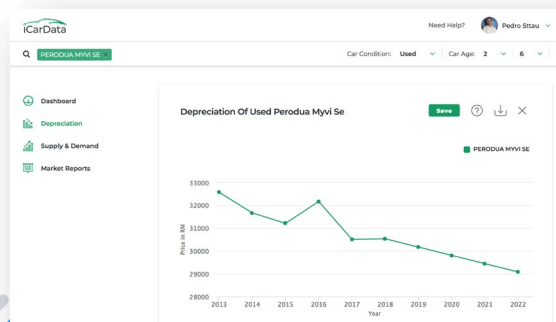 iCarData
Need Help?
Pedro Sttau
PERODUA MYVI SE ×
Car Condition: Used
Car Age: 2
6
Dashboard
Depreciation
Supply & Demand
Market Reports
Depreciation Of Used Perodua Myvi Se
Save
?
PERODUA MYVI SE
33000
32000
31000
30000
29000
28000
Price in RM
2013 2014 2015 2016 2017 2018 2019 2020 2021 2022
Year